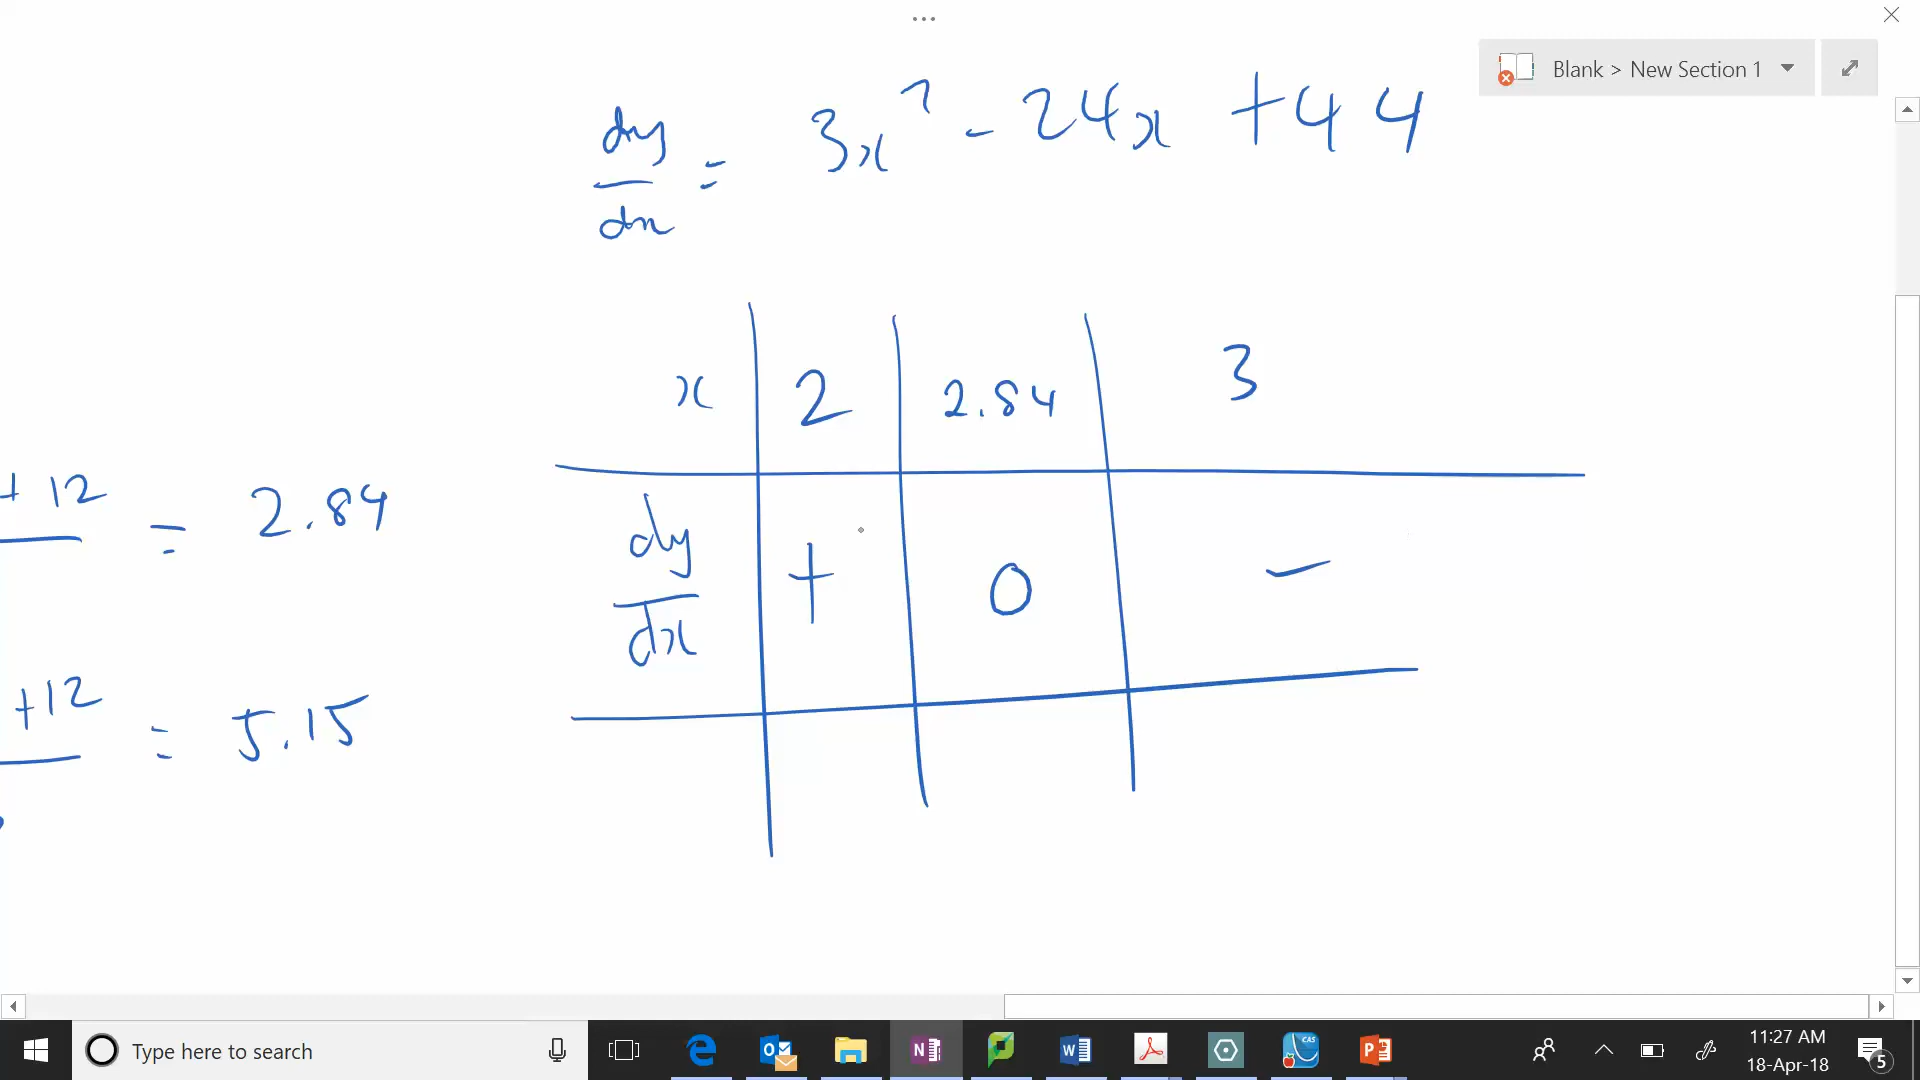 Blank > New Section 1
dy/dx = 3x² - 24x + 44
x 2 2.84 3
dy/dx + 0 -
+ 12 = 2.84
+12 = 5.15
Type here to search
11:27 AM
18-Apr-18
5